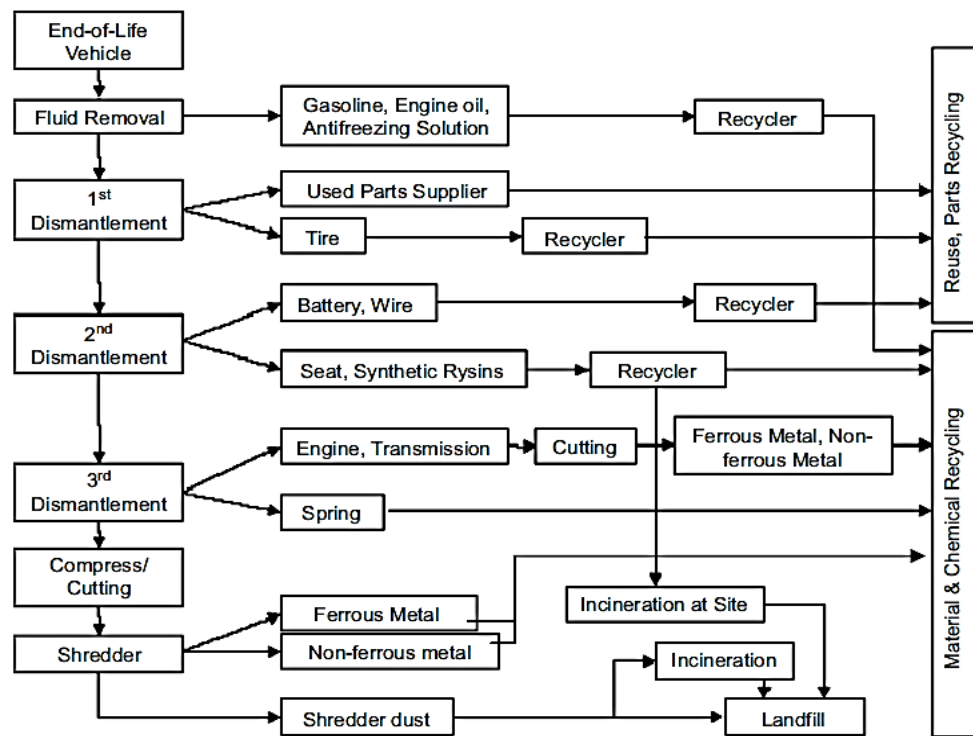 End-of-Life
Vehicle
Fluid Removal
Gasoline, Engine oil,
Antifreezing Solution
Recycler
1st
Dismantlement
Used Parts Supplier
Tire
Recycler
Reuse, Parts Recycling
2nd
Dismantlement
Battery, Wire
Recycler
Seat, Synthetic Rysins
Recycler
3rd
Dismantlement
Engine, Transmission
Cutting
Ferrous Metal, Non-
ferrous Metal
Spring
Material & Chemical Recycling
Compress/
Cutting
Incineration at Site
Shredder
Ferrous Metal
Non-ferrous metal
Incineration
Shredder dust
Landfill